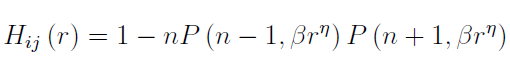 H_{ij} (r) = 1 − nP (n − 1, βr^η) P (n + 1, βr^η)